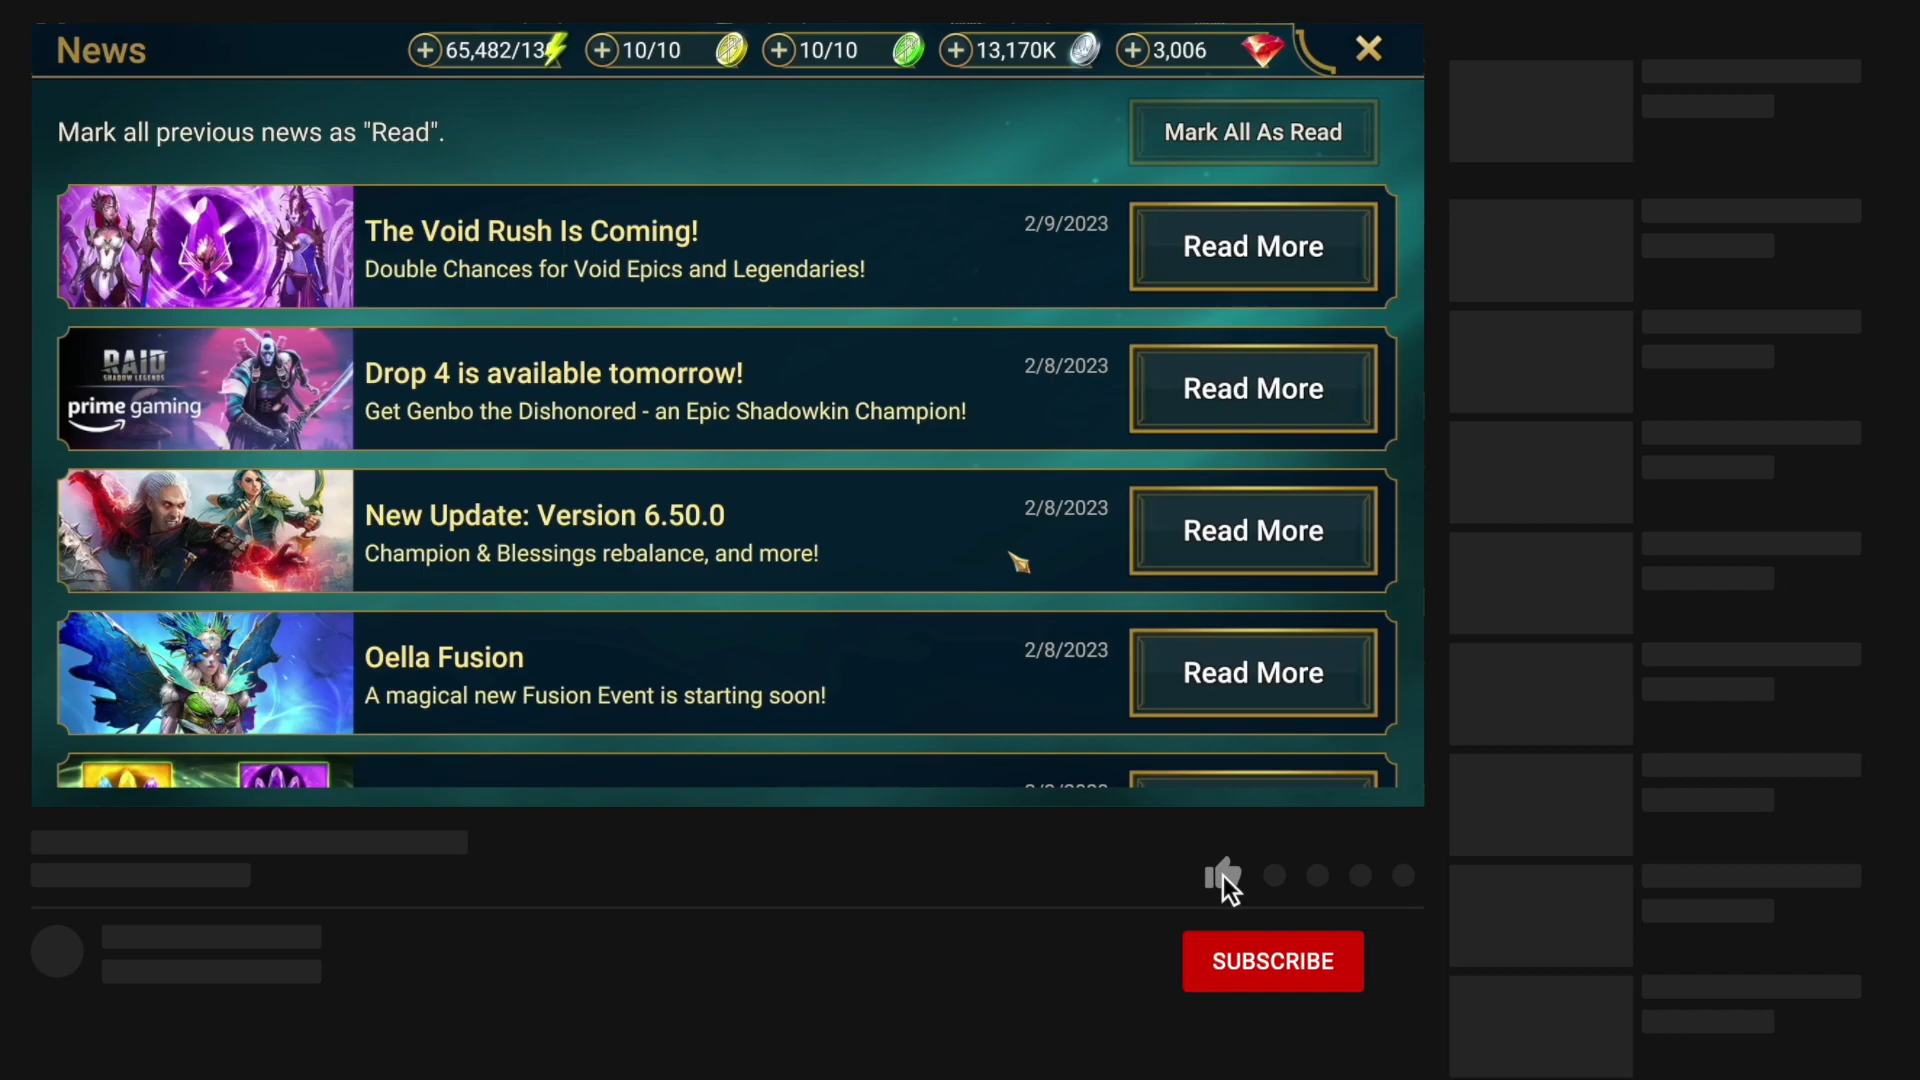 News
65,482/13
10/10
10/10
13,170K
3,006
Mark all previous news as "Read".
Mark All As Read
The Void Rush Is Coming!
2/9/2023
Double Chances for Void Epics and Legendaries!
Read More
RAID
SHADOW LEGENDS
prime gaming
Drop 4 is available tomorrow!
2/8/2023
Get Genbo the Dishonored - an Epic Shadowkin Champion!
Read More
New Update: Version 6.50.0
2/8/2023
Champion & Blessings rebalance, and more!
Read More
Oella Fusion
2/8/2023
A magical new Fusion Event is starting soon!
Read More
SUBSCRIBE